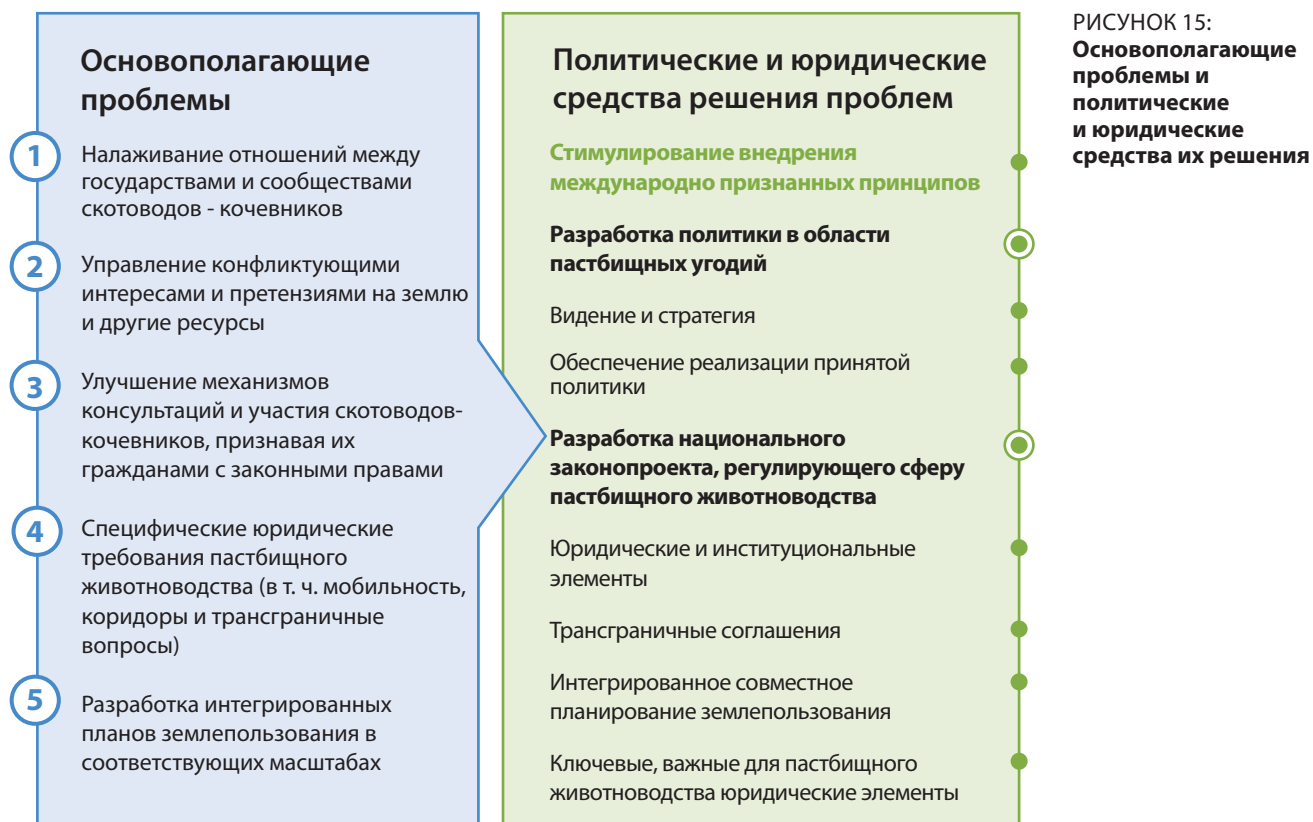 Основополагающие
проблемы
1
Налаживание отношений между
государствами и сообществами
скотоводов - кочевников
2
Управление конфликтующими
интересами и претензиями на землю
и другие ресурсы
3
Улучшение механизмов
консультаций и участия скотоводов-
кочевников, признавая их
гражданами с законными правами
4
Специфические юридические
требования пастбищного
животноводства (в т. ч. мобильность,
коридоры и трансграничные
вопросы)
5
Разработка интегрированных
планов землепользования в
соответствующих масштабах
Политические и юридические
средства решения проблем
Стимулирование внедрения
международно признанных принципов
Разработка политики в области
пастбищных угодий
Видение и стратегия
Обеспечение реализации принятой
политики
Разработка национального
законопроекта, регулирующего сферу
пастбищного животноводства
Юридические и институциональные
элементы
Трансграничные соглашения
Интегрированное совместное
планирование землепользования
Ключевые, важные для пастбищного
животноводства юридические элементы
РИСУНОК 15:
Основополагающие
проблемы и
политические
и юридические
средства их решения